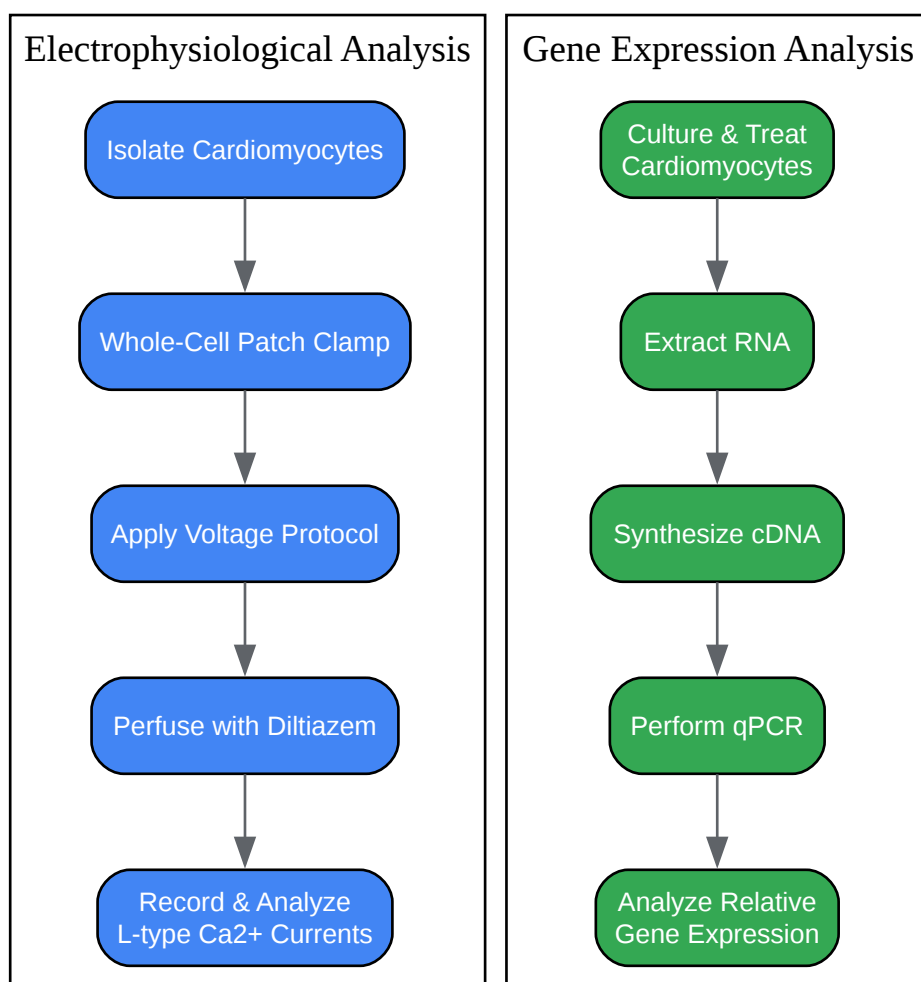 Electrophysiological Analysis
Isolate Cardiomyocytes
Whole-Cell Patch Clamp
Apply Voltage Protocol
Perfuse with Diltiazem
Record & Analyze
L-type Ca2+ Currents
Gene Expression Analysis
Culture & Treat
Cardiomyocytes
Extract RNA
Synthesize cDNA
Perform qPCR
Analyze Relative
Gene Expression